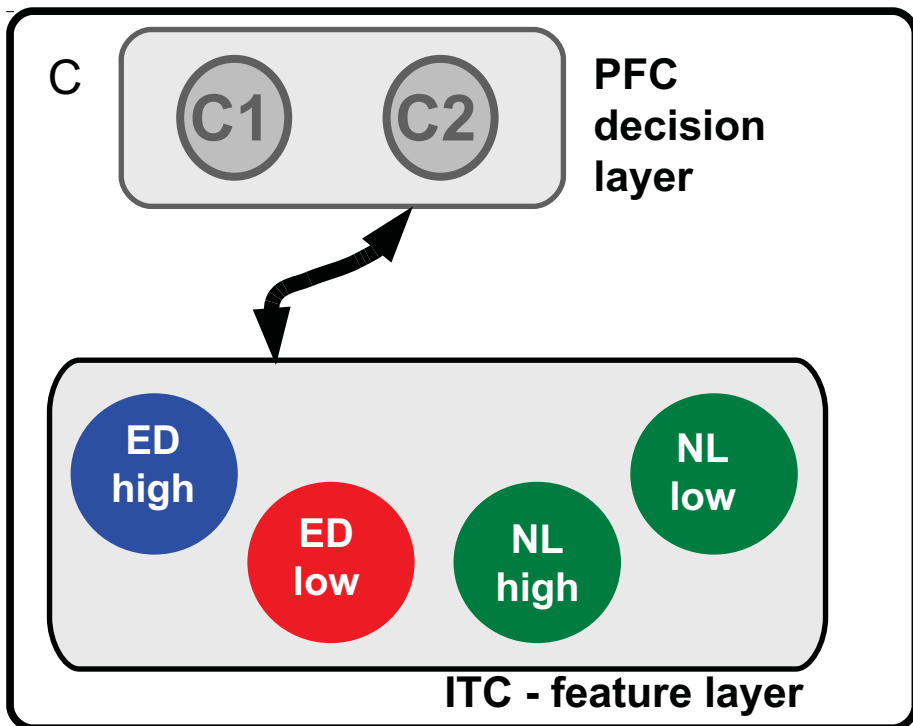 C
C1 C2
PFC
decision
layer
ED
high
ED
low
NL
high
NL
low
ITC - feature layer